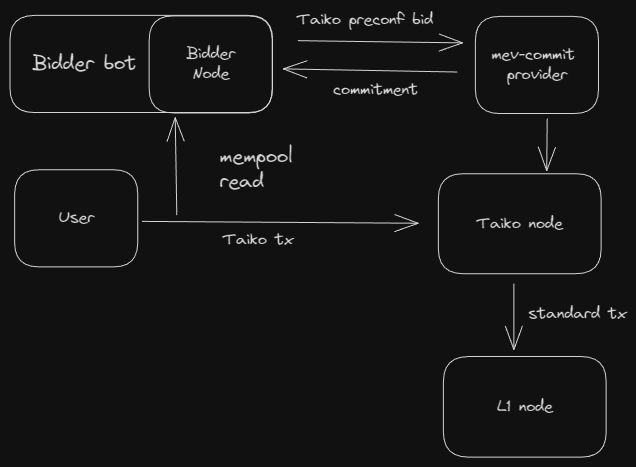 Taiko preconf bid
Bidder bot
Bidder
Node
mev-commit
provider
commitment
mempool
read
User
Taiko tx
Taiko node
standard tx
L1 node